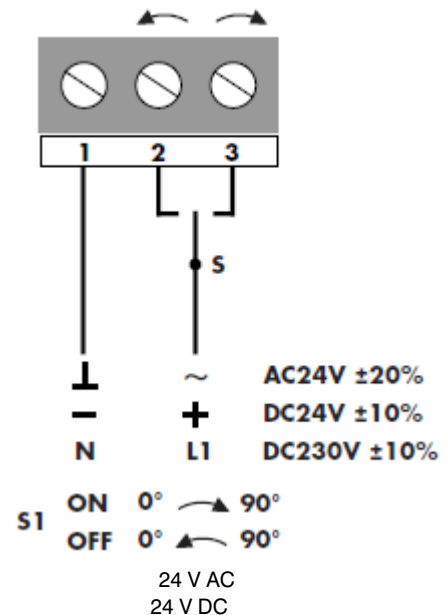 1 2 3
S
⊥ ~ AC24V ±20%
− + DC24V ±10%
N L1 DC230V ±10%
S1
ON 0° 90°
OFF 0° 90°
24 V AC
24 V DC